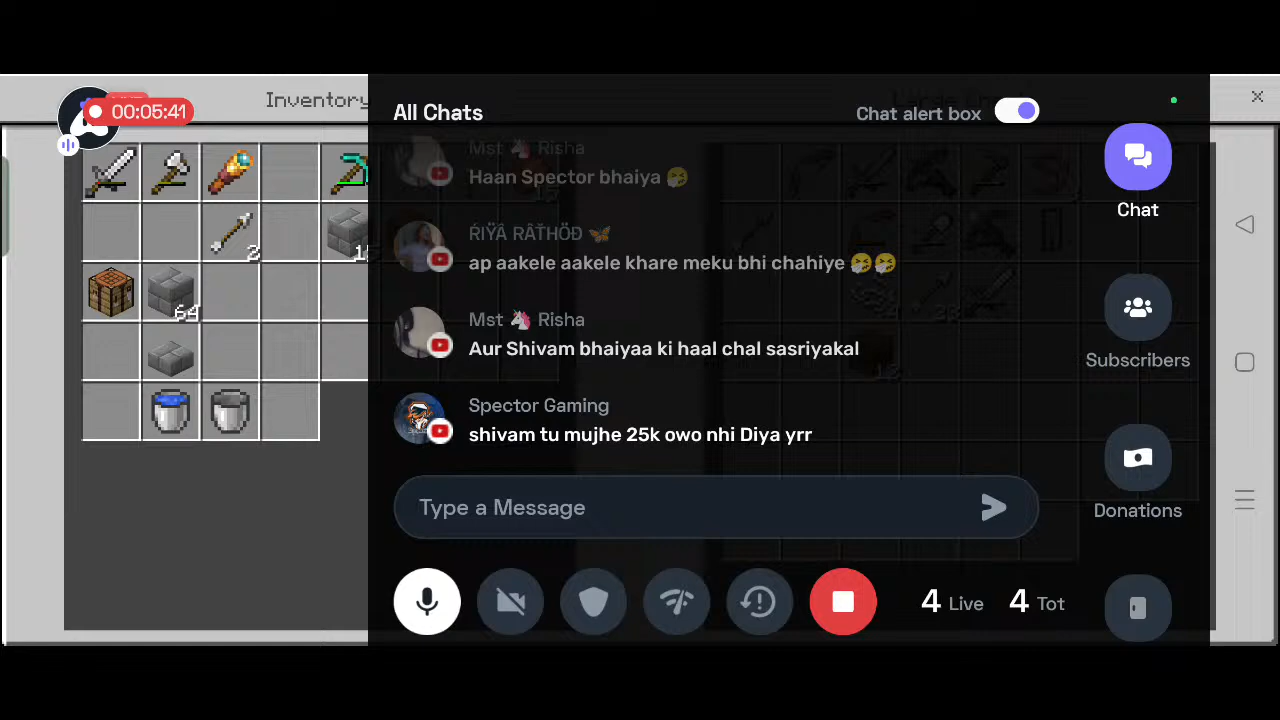 00:05:41
Inventory
All Chats
Chat alert box
Mst 🦄 Risha
Haan Spector bhaiya 🤧
ŔIŸÄ RÄŤHÖĐ 🦋
ap aakele aakele khare meku bhi chahiye 🤧🤧
Mst 🦄 Risha
Aur Shivam bhaiyaa ki haal chal sasriyakal
Spector Gaming
shivam tu mujhe 25k owo nhi Diya yrr
Type a Message
4 Live 4 Tot
Chat
Subscribers
Donations
2
64